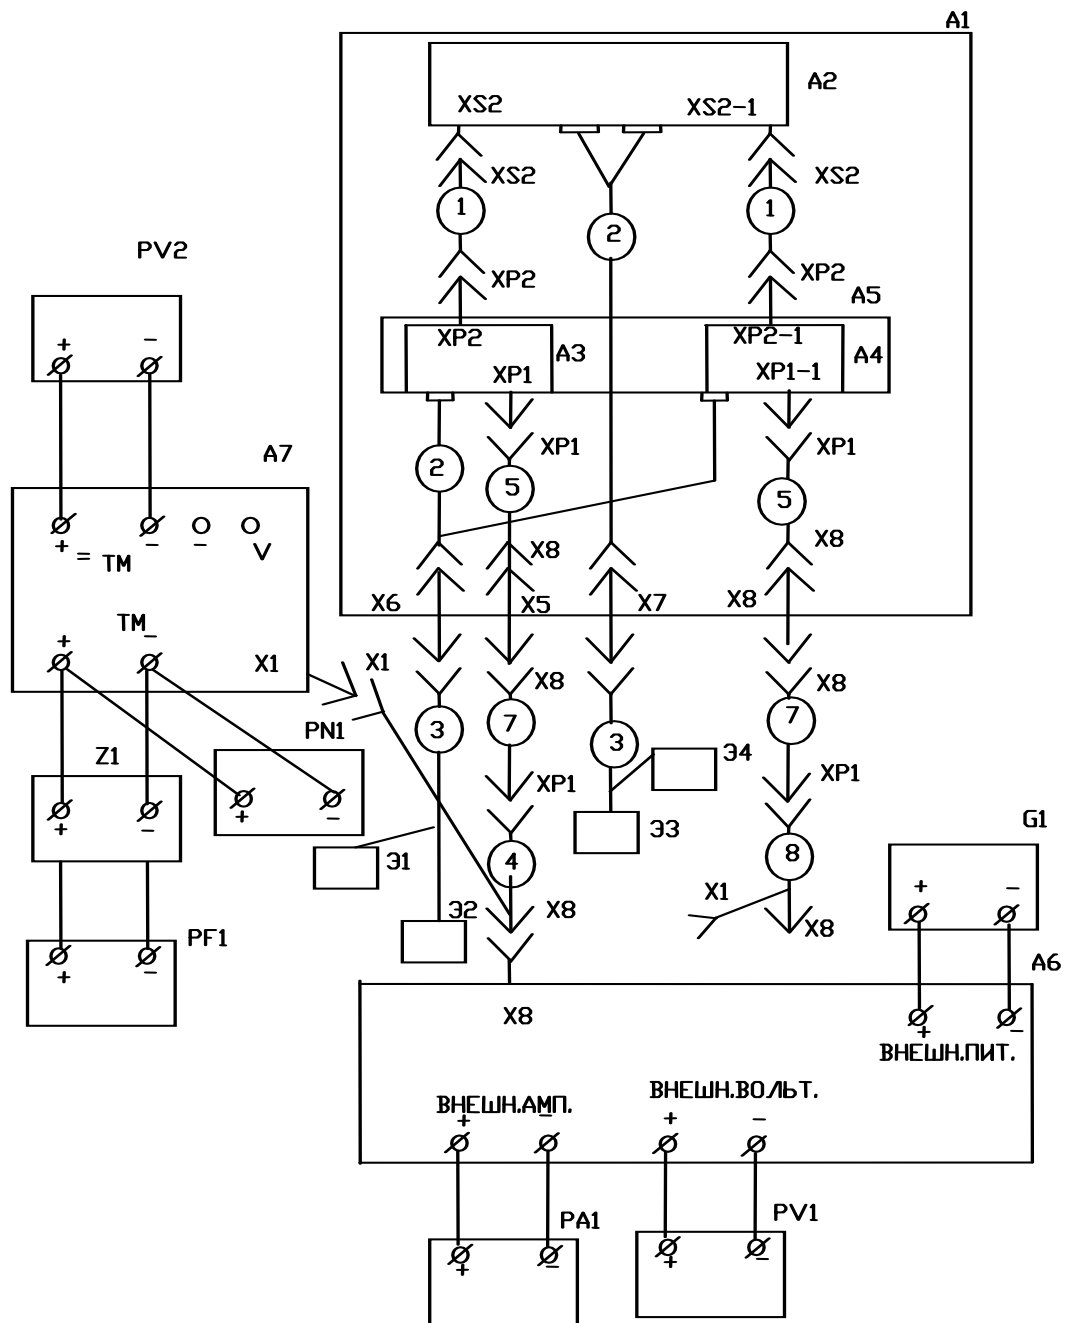 A1
A2
XS2 XS2-1
XS2 XS2
1 1
2
PV2
XP2 XP2
A5
+ -
XP2 XP2-1
A3 A4
XP1 XP1-1
XP1 XP1
A7
2
5 5
+ = ТМ - - V
X8 X8
X6 X5 X7 X8
ТМ
+ -
X1 X1
X8 X8
PN1
3 7 3 7
Э4
Z1
XP1 XP1
+ -
+ -
Э3
G1
Э1
4 8
+ -
X1
Э2 X8 X8
PF1
+ -
A6
X8
+ -
ВНЕШН.ПИТ.
ВНЕШН.АМП. ВНЕШН.ВОЛЬТ.
+ - + -
PA1 PV1
+ - + -